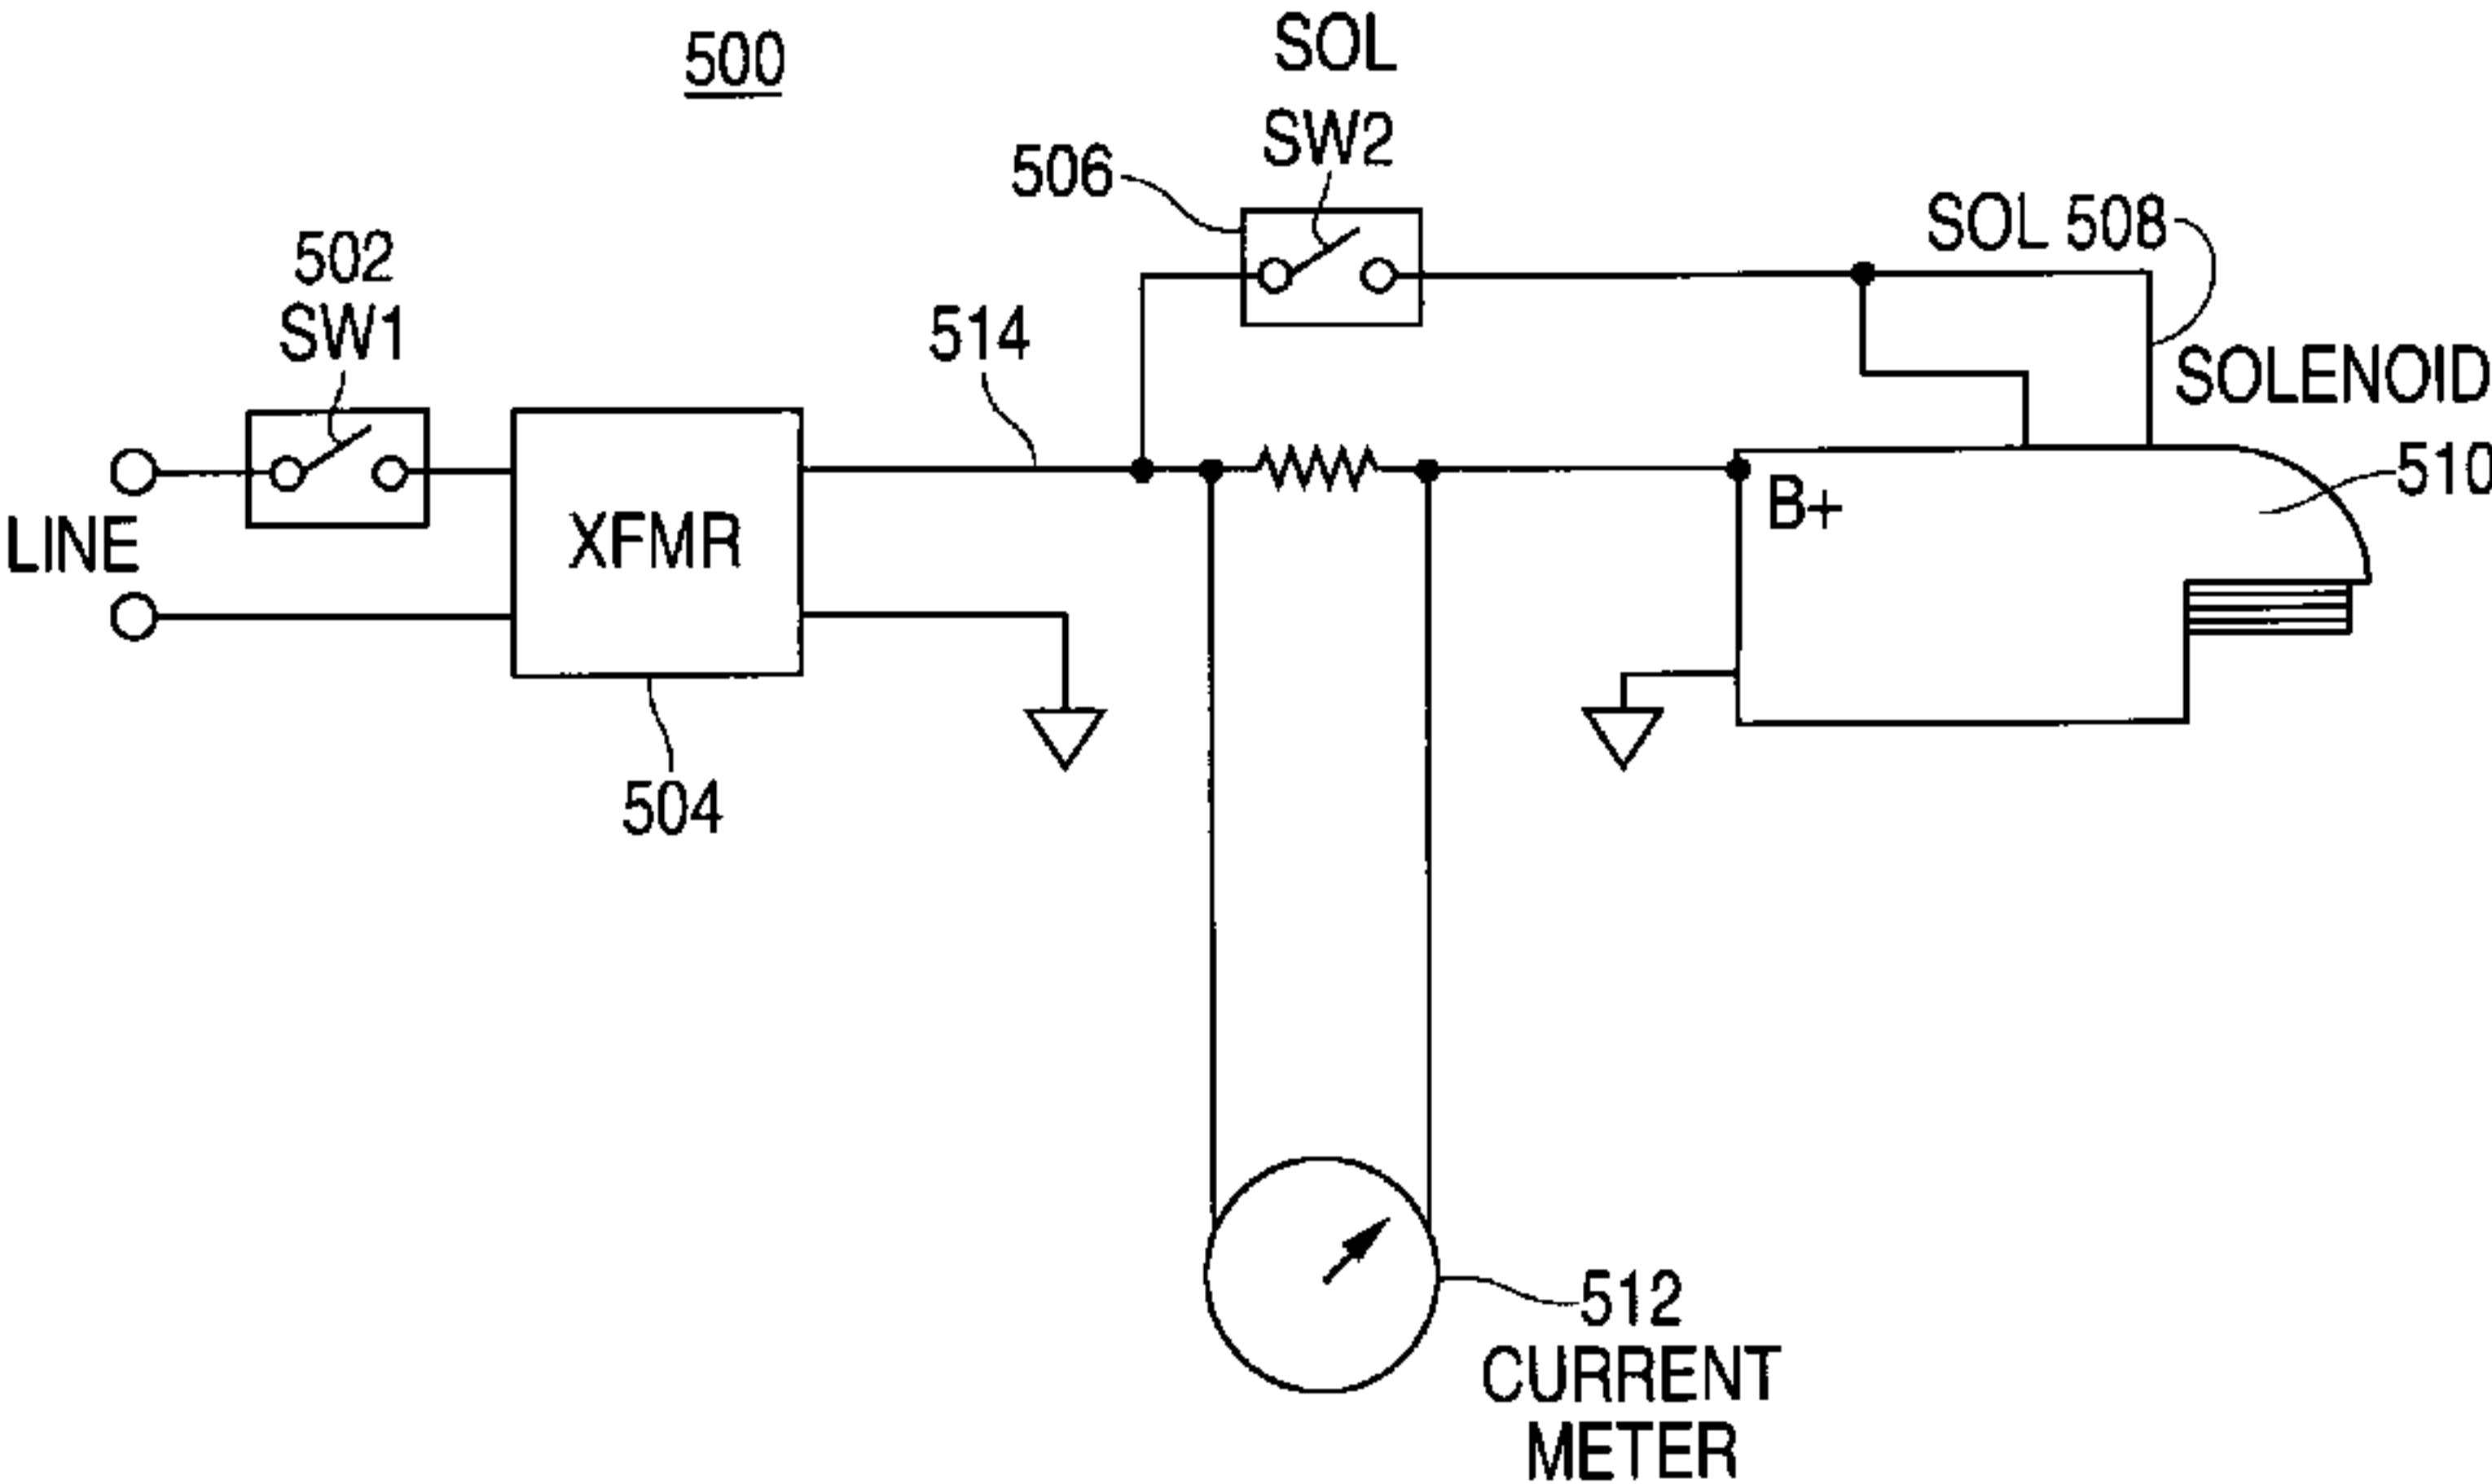 500
SOL
SW2
506
SOL 508
502
SW1
514
SOLENOID
510
B+
XFMR
LINE
504
512
CURRENT
METER